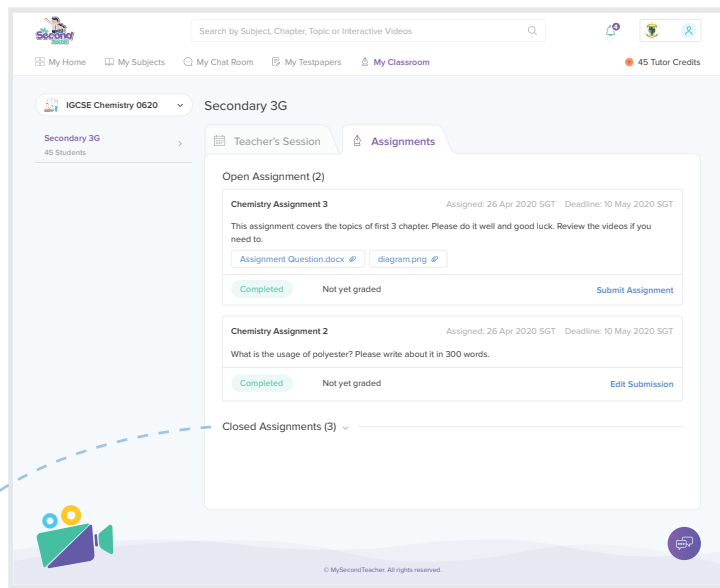 My
Second
teacher
Search by Subject, Chapter, Topic or Interactive Videos
4
My Home
My Subjects
My Chat Room
My Testpapers
My Classroom
45 Tutor Credits
IGCSE Chemistry 0620
Secondary 3G
45 Students
Secondary 3G
Teacher's Session
Assignments
Open Assignment (2)
Chemistry Assignment 3 Assigned: 26 Apr 2020 SGT Deadline: 10 May 2020 SGT
This assignment covers the topics of first 3 chapter. Please do it well and good luck. Review the videos if you
need to.
Assignment Question.docx diagram.png
Completed Not yet graded Submit Assignment
Chemistry Assignment 2 Assigned: 26 Apr 2020 SGT Deadline: 10 May 2020 SGT
What is the usage of polyester? Please write about it in 300 words.
Completed Not yet graded Edit Submission
Closed Assignments (3)
© MySecondTeacher. All rights reserved.